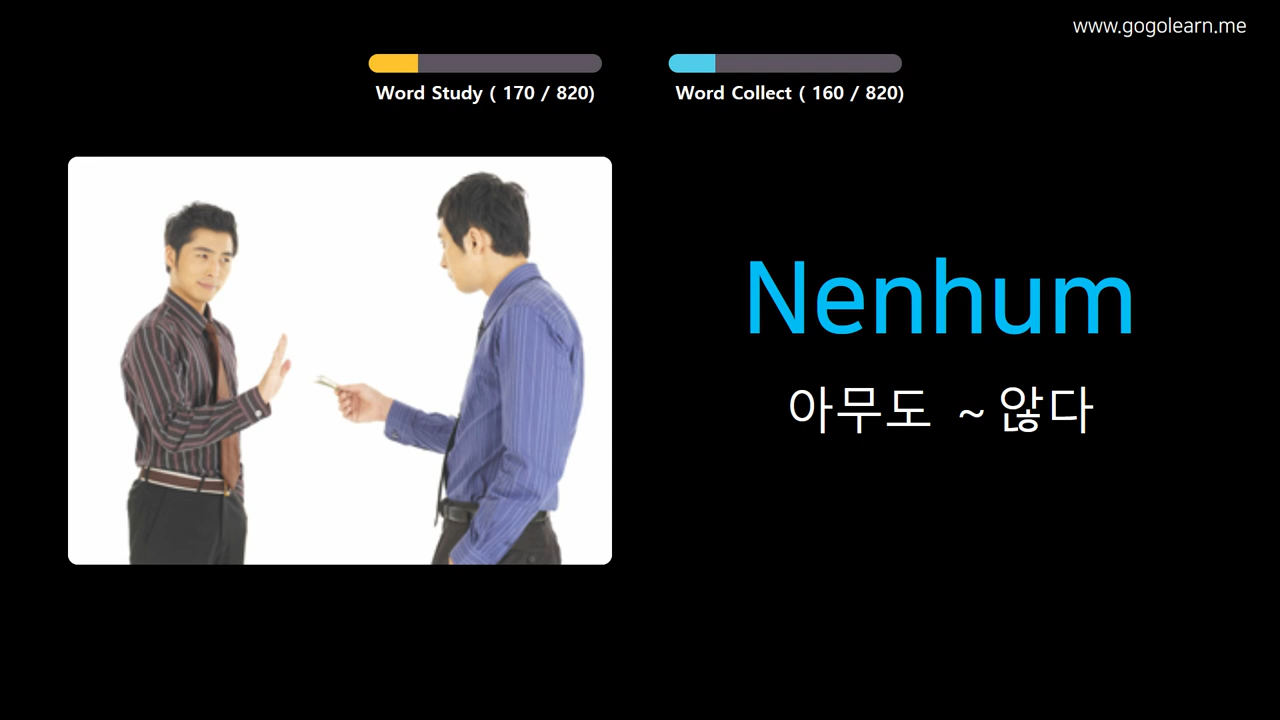 www.gogolearn.me
Word Study ( 170 / 820)
Word Collect ( 160 / 820)
Nenhum
아무도 ~ 않다